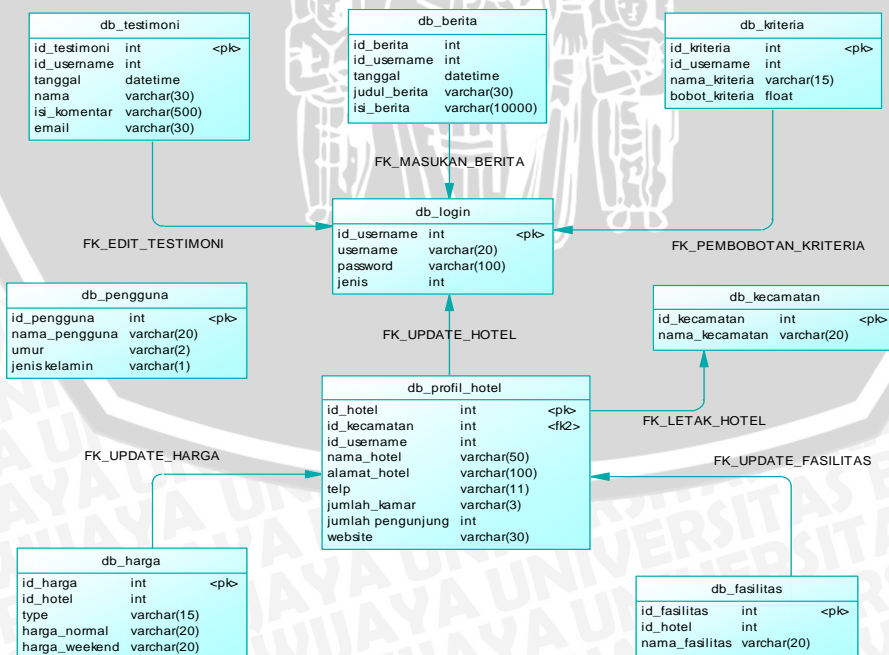 db_testimoni
id_testimoni int <pk>
id_username int
tanggal datetime
nama varchar(30)
isi_komentar varchar(500)
email varchar(30)
db_berita
id_berita int
id_username int
tanggal datetime
judul_berita varchar(30)
isi_berita varchar(10000)
db_kriteria
id_kriteria int <pk>
id_username int
nama_kriteria varchar(15)
bobot_kriteria float
FK_MASUKAN_BERITA
FK_EDIT_TESTIMONI
db_login
id_username int <pk>
username varchar(20)
password varchar(100)
jenis int
FK_PEMBOBOTAN_KRITERIA
db_pengguna
id_pengguna int <pk>
nama_pengguna varchar(20)
umur varchar(2)
jenis kelamin varchar(1)
FK_UPDATE_HOTEL
db_kecamatan
id_kecamatan int <pk>
nama_kecamatan varchar(20)
db_profil_hotel
id_hotel int <pk>
id_kecamatan int <fk2>
id_username int
nama_hotel varchar(50)
alamat_hotel varchar(100)
telp varchar(11)
jumlah_kamar varchar(3)
jumlah pengunjung int
website varchar(30)
FK_LETAK_HOTEL
FK_UPDATE_HARGA
FK_UPDATE_FASILITAS
db_harga
id_harga int <pk>
id_hotel int
type varchar(15)
harga_normal varchar(20)
harga_weekend varchar(20)
db_fasilitas
id_fasilitas int <pk>
id_hotel int
nama_fasilitas varchar(20)